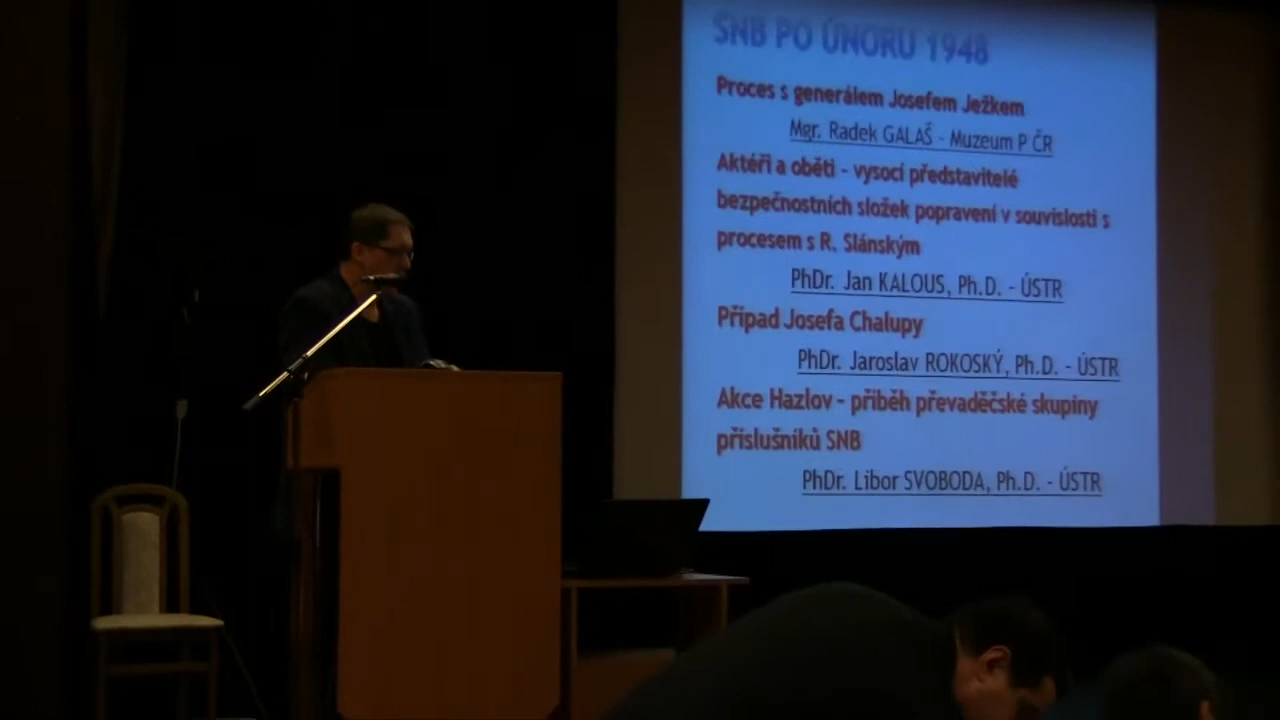 SNB PO ÚNORU 1948
Proces s generálem Josefem Ježkem
Mgr. Radek GALAŠ - Muzeum P ČR
Aktéři a oběti - vysocí představitelé
bezpečnostních složek popravení v souvislosti s
procesem s R. Slánským
PhDr. Jan KALOUS, Ph.D. - ÚSTR
Případ Josefa Chalupy
PhDr. Jaroslav ROKOSKÝ, Ph.D. - ÚSTR
Akce Hazlov - příběh převaděčské skupiny
příslušníků SNB
PhDr. Libor SVOBODA, Ph.D. - ÚSTR